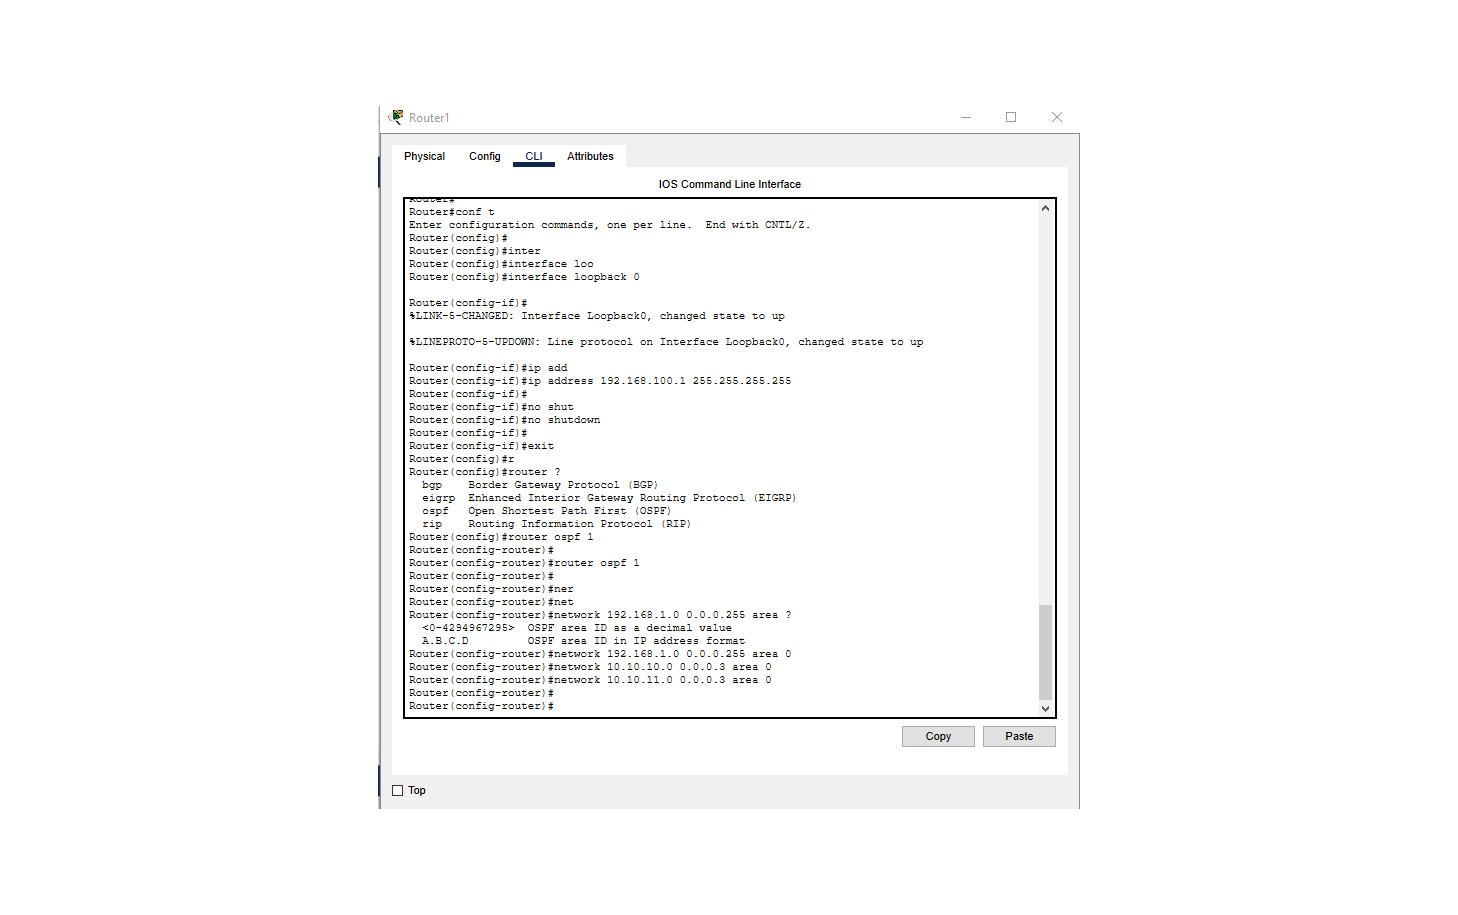 Router1
Physical Config CLI Attributes
IOS Command Line Interface
Router#
Router#conf t
Enter configuration commands, one per line.  End with CNTL/Z.
Router(config)#
Router(config)#inter
Router(config)#interface loo
Router(config)#interface loopback 0
Router(config-if)#
%LINK-5-CHANGED: Interface Loopback0, changed state to up
%LINEPROTO-5-UPDOWN: Line protocol on Interface Loopback0, changed state to up
Router(config-if)#ip add
Router(config-if)#ip address 192.168.100.1 255.255.255.255
Router(config-if)#
Router(config-if)#no shut
Router(config-if)#no shutdown
Router(config-if)#
Router(config-if)#exit
Router(config)#r
Router(config)#router ?
bgp    Border Gateway Protocol (BGP)
eigrp  Enhanced Interior Gateway Routing Protocol (EIGRP)
ospf   Open Shortest Path First (OSPF)
rip    Routing Information Protocol (RIP)
Router(config)#router ospf 1
Router(config-router)#
Router(config-router)#router ospf 1
Router(config-router)#
Router(config-router)#ner
Router(config-router)#net
Router(config-router)#network 192.168.1.0 0.0.0.255 area ?
<0-4294967295>  OSPF area ID as a decimal value
A.B.C.D         OSPF area ID in IP address format
Router(config-router)#network 192.168.1.0 0.0.0.255 area 0
Router(config-router)#network 10.10.10.0 0.0.0.3 area 0
Router(config-router)#network 10.10.11.0 0.0.0.3 area 0
Router(config-router)#
Router(config-router)#
Copy Paste
Top